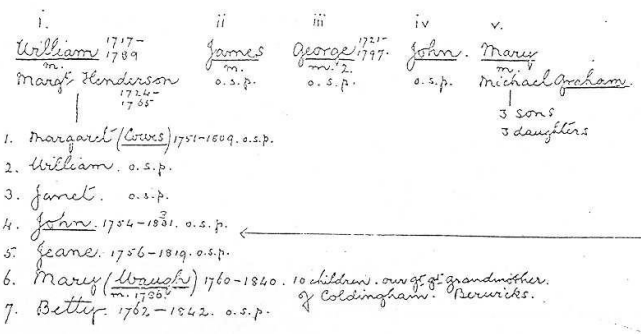 i. ii iii iv v.
William 1717-1789 James George 1721-1797. John. Mary
m. m. m. 2. m.
Margt Henderson 1724-1765 o.s.p. o.s.p. o.s.p. Michael Graham.
3 sons
3 daughters
1. Margaret (Cowes) 1751-1809. o.s.p.
2. William. o.s.p.
3. Janet. o.s.p.
4. John. 1754-1831. o.s.p.
5. Jeane. 1756-1819. o.s.p.
6. Mary (Waugh) 1760-1840. 10 children. our gt. gt. grandmother.
m. 1786. of Coldingham. Berwicks.
7. Betty. 1762-1842. o.s.p.